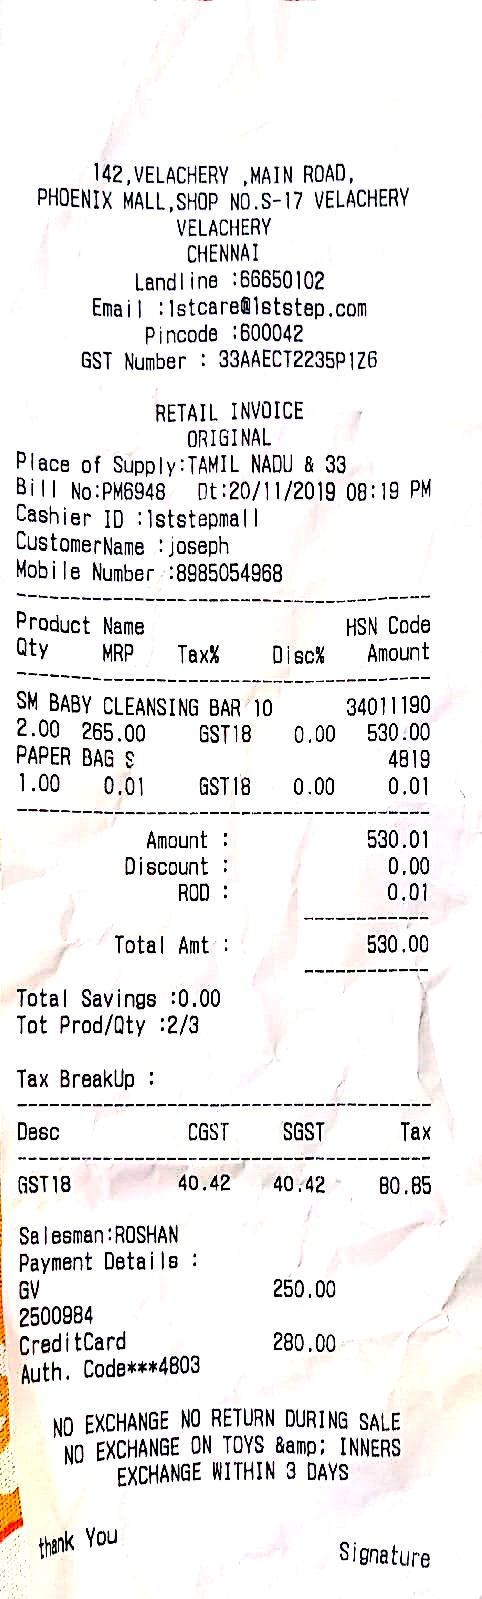 142,VELACHERY ,MAIN ROAD,
PHOENIX MALL,SHOP NO.S-17 VELACHERY
VELACHERY
CHENNAI
Landline :66650102
Email :1stcare@1ststep.com
Pincode :600042
GST Number : 33AAECT2235P1Z6
RETAIL INVOICE
ORIGINAL
Place of Supply:TAMIL NADU & 33
Bill No:PM6948 Dt:20/11/2019 08:19 PM
Cashier ID :1ststepmall
CustomerName :joseph
Mobile Number :8985054968
Product Name HSN Code
Qty MRP Tax% Disc% Amount
SM BABY CLEANSING BAR 10 34011190
2.00 265.00 GST18 0.00 530.00
PAPER BAG S 4819
1.00 0.01 GST18 0.00 0.01
Amount : 530.01
Discount : 0.00
ROD : 0.01
Total Amt : 530.00
Total Savings :0.00
Tot Prod/Qty :2/3
Tax BreakUp :
Desc CGST SGST Tax
GST18 40.42 40.42 80.85
Salesman:ROSHAN
Payment Details :
GV 250.00
2500984
CreditCard 280.00
Auth. Code***4803
NO EXCHANGE NO RETURN DURING SALE
NO EXCHANGE ON TOYS &amp; INNERS
EXCHANGE WITHIN 3 DAYS
thank You
Signature